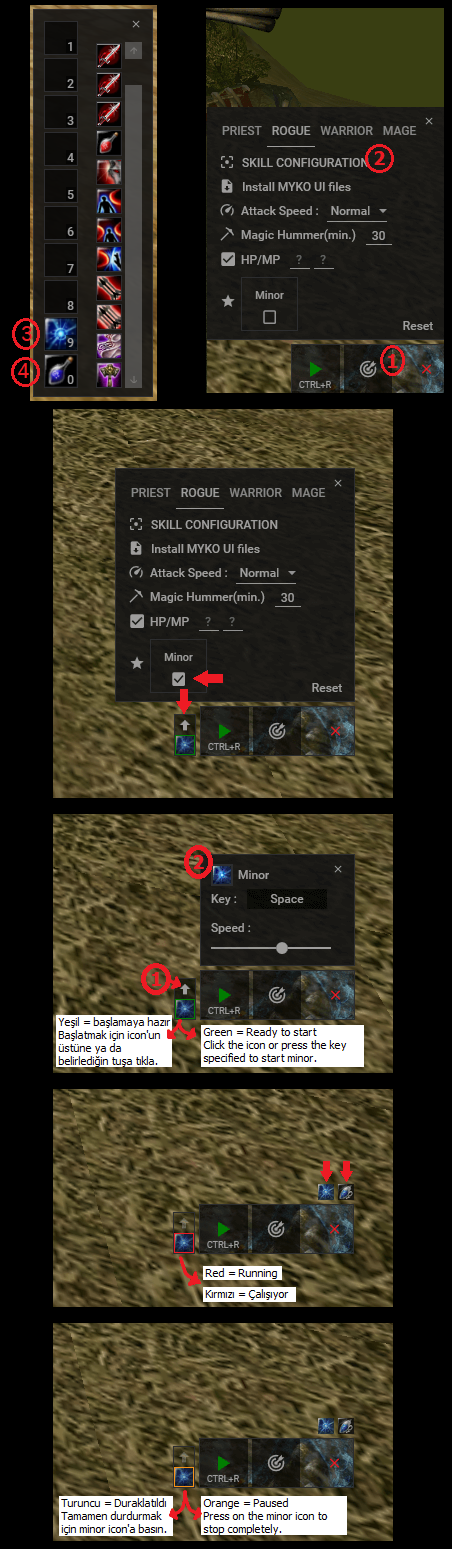 1
2
3
4
5
6
7
8
③ 9
④ 0
PRIEST ROGUE WARRIOR MAGE
SKILL CONFIGURATION ②
Install MYKO UI files
Attack Speed : Normal
Magic Hummer(min.) 30
HP/MP ? ?
Minor
Reset
①
CTRL+R
PRIEST ROGUE WARRIOR MAGE
SKILL CONFIGURATION
Install MYKO UI files
Attack Speed : Normal
Magic Hummer(min.) 30
HP/MP ? ?
Minor
Reset
CTRL+R
② Minor
Key : Space
Speed :
①
CTRL+R
Yeşil = başlamaya hazır
Başlatmak için icon'un
üstüne ya da
belirlediğin tuşa tıkla.
Green = Ready to start
Click the icon or press the key
specified to start minor.
CTRL+R
Red = Running
Kırmızı = Çalışıyor
CTRL+R
Turuncu = Duraklatıldı
Tamamen durdurmak
için minor icon'a basın.
Orange = Paused
Press on the minor icon to
stop completely.